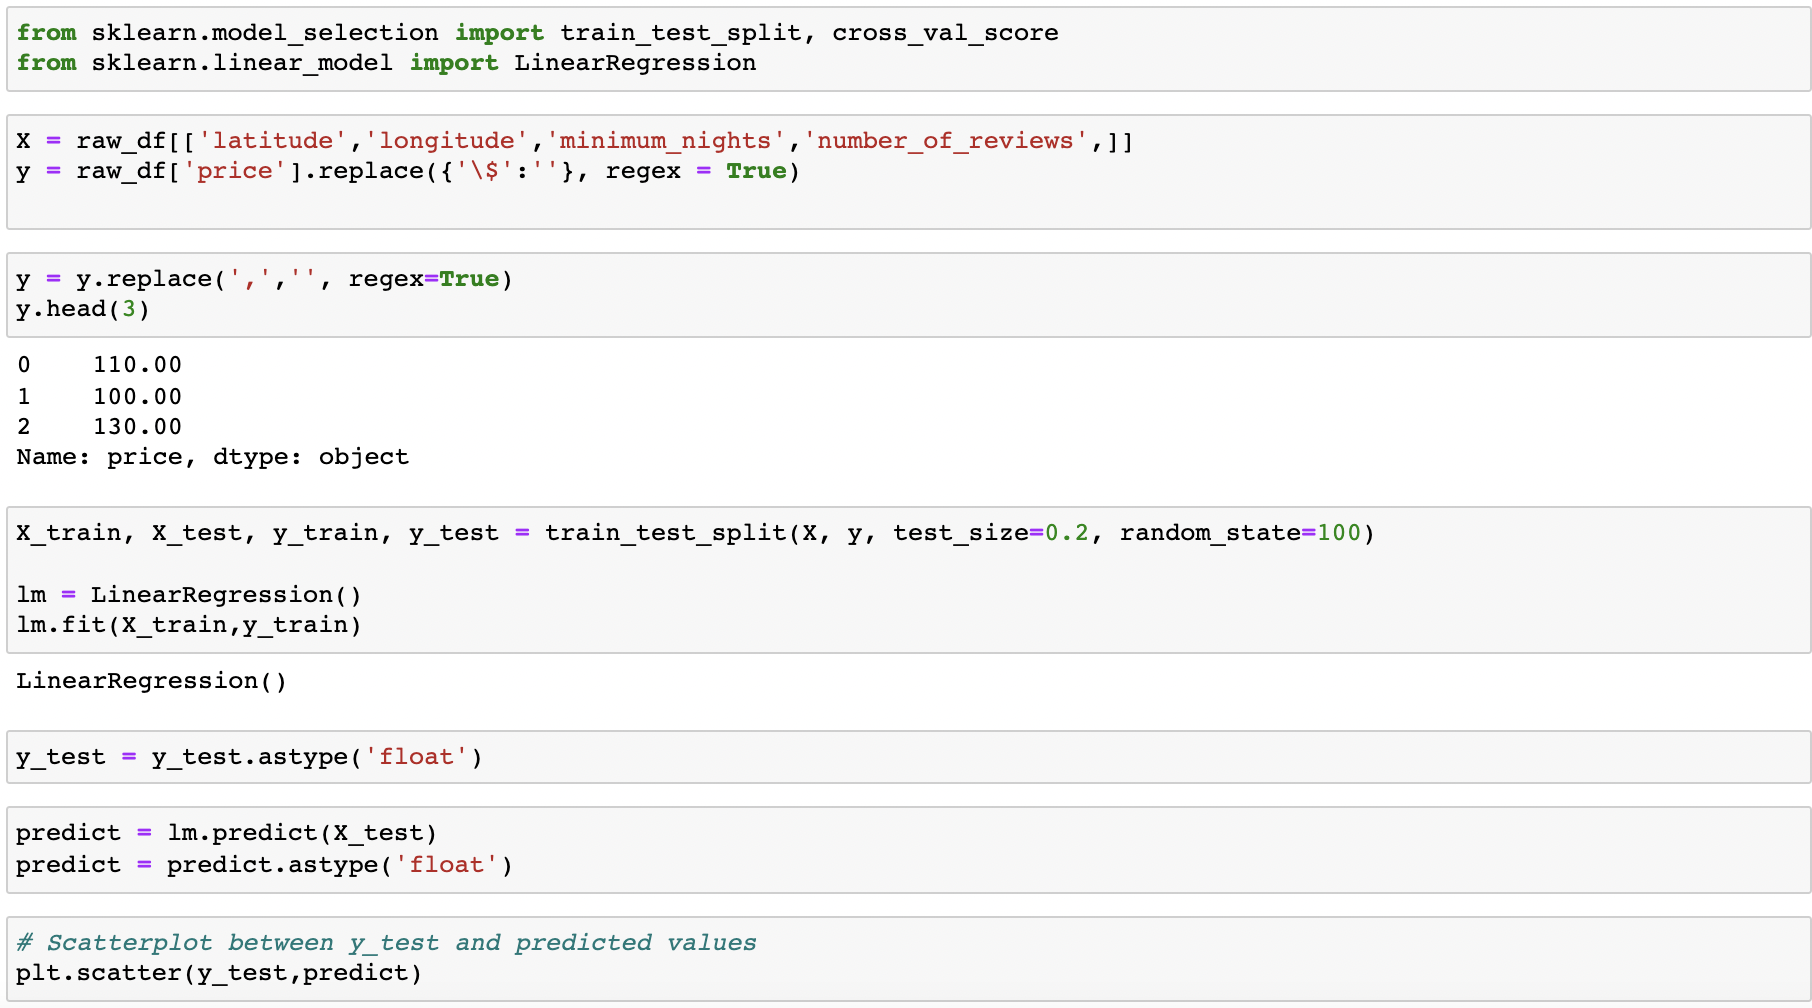 from sklearn.model_selection import train_test_split, cross_val_score
from sklearn.linear_model import LinearRegression
X = raw_df[['latitude','longitude','minimum_nights','number_of_reviews',]]
y = raw_df['price'].replace({'\$':''}, regex = True)
y = y.replace(',','', regex=True)
y.head(3)
0    110.00
1    100.00
2    130.00
Name: price, dtype: object
X_train, X_test, y_train, y_test = train_test_split(X, y, test_size=0.2, random_state=100)
lm = LinearRegression()
lm.fit(X_train,y_train)
LinearRegression()
y_test = y_test.astype('float')
predict = lm.predict(X_test)
predict = predict.astype('float')
# Scatterplot between y_test and predicted values
plt.scatter(y_test,predict)